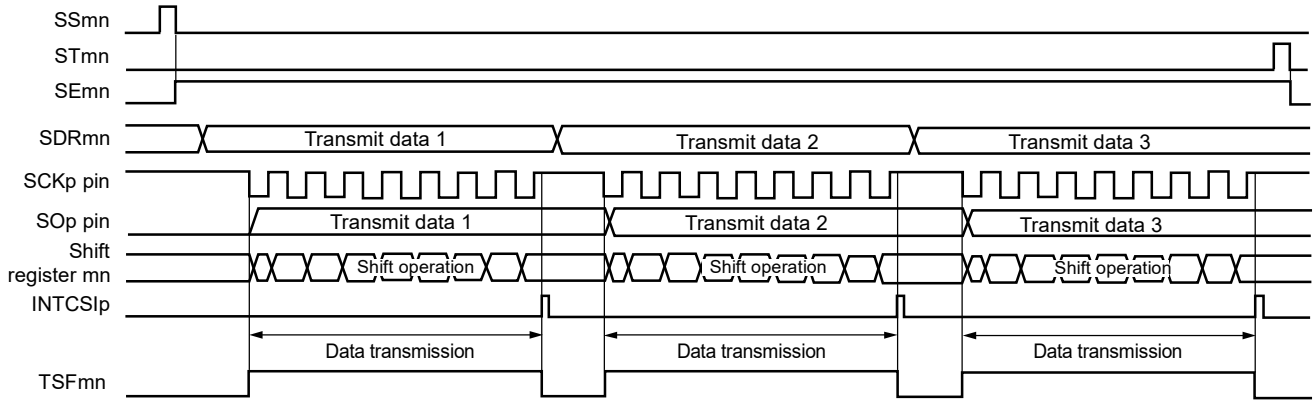 SSmn
STmn
SEmn
SDRmn
Transmit data 1
Transmit data 2
Transmit data 3
SCKp pin
SOp pin
Transmit data 1
Transmit data 2
Transmit data 3
Shift
register mn
Shift operation
Shift operation
Shift operation
INTCSIp
Data transmission
Data transmission
Data transmission
TSFmn